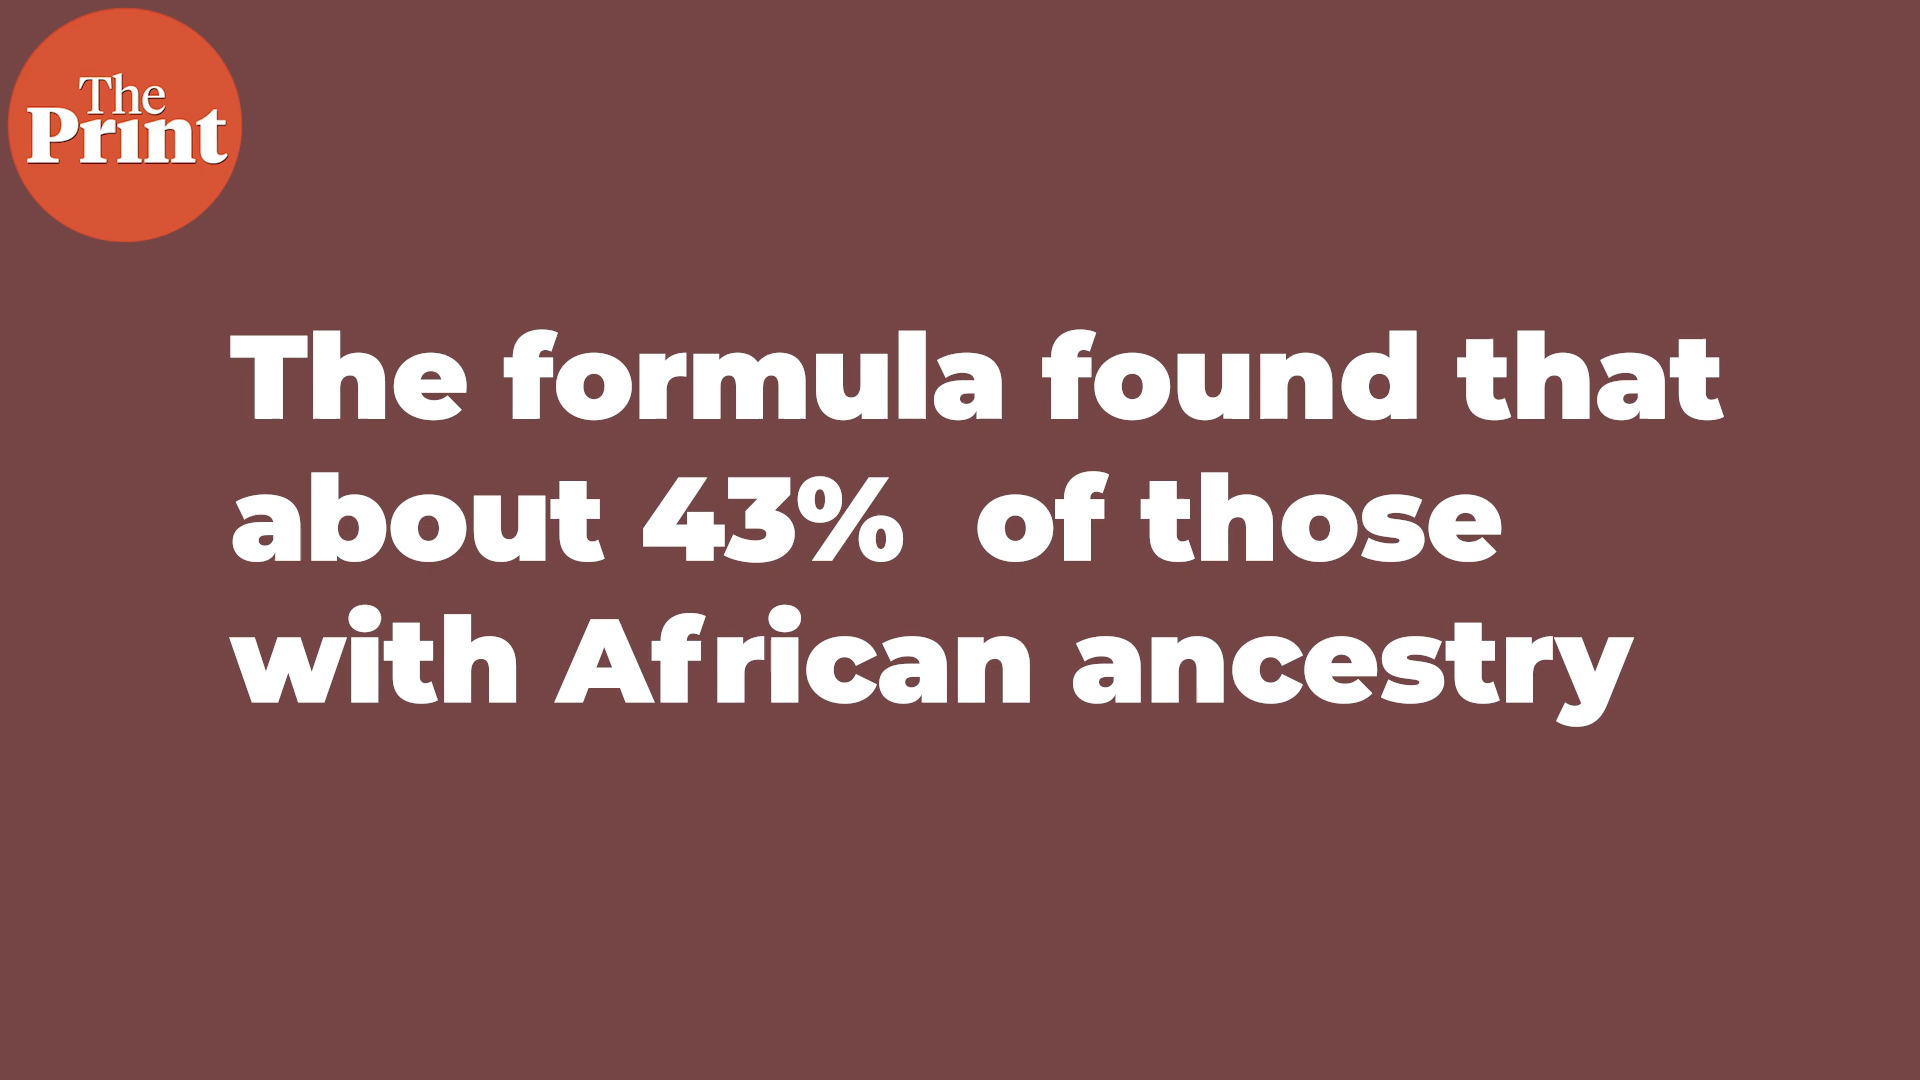 The
Print
The formula found that
about 43%  of those
with African ancestry